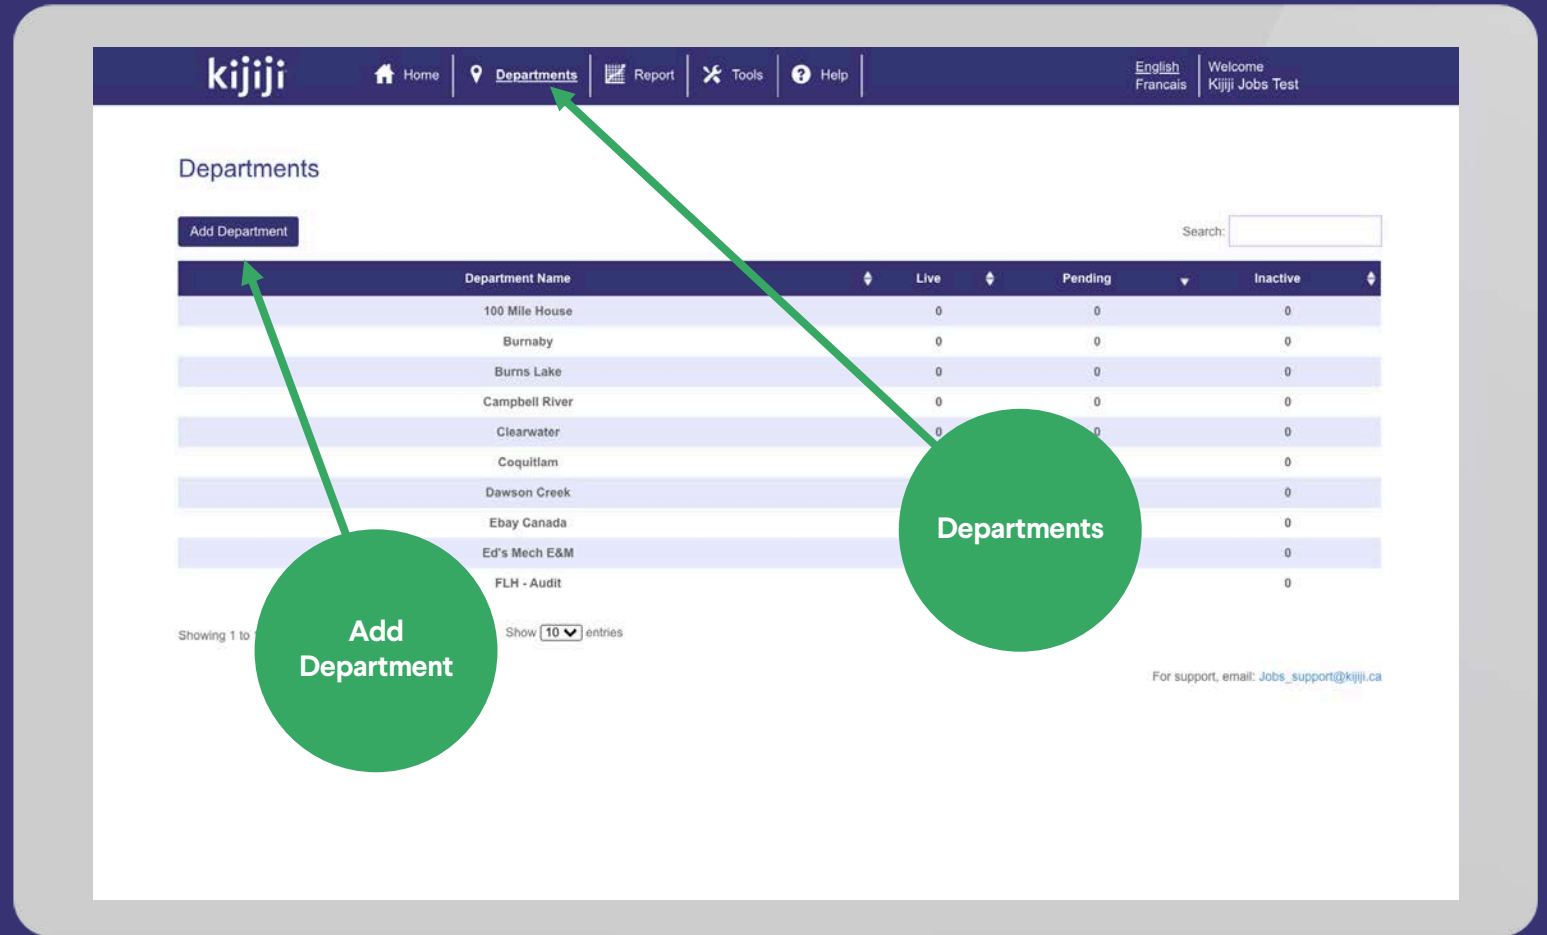 kijiji
Home
Departments
Report
Tools
Help
English
Francais
Welcome
Kijiji Jobs Test
Departments
Add Department
Search:
Department Name Live Pending Inactive
100 Mile House 0 0 0
Burnaby 0 0 0
Burns Lake 0 0 0
Campbell River 0 0 0
Clearwater 0 0 0
Coquitlam 0
Dawson Creek 0
Ebay Canada 0
Ed's Mech E&M 0
FLH - Audit 0
Departments
Add
Department
Showing 1 to
Show 10 entries
For support, email: Jobs_support@kijiji.ca